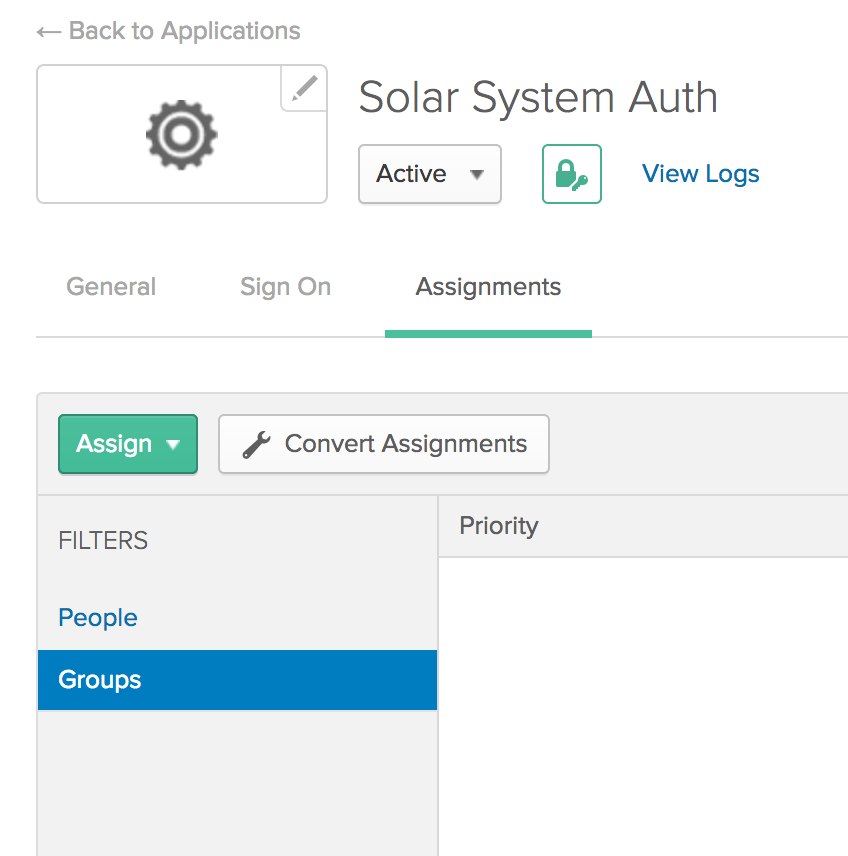 ← Back to Applications
Solar System Auth
Active
View Logs
General Sign On Assignments
Assign Convert Assignments
FILTERS
Priority
People
Groups